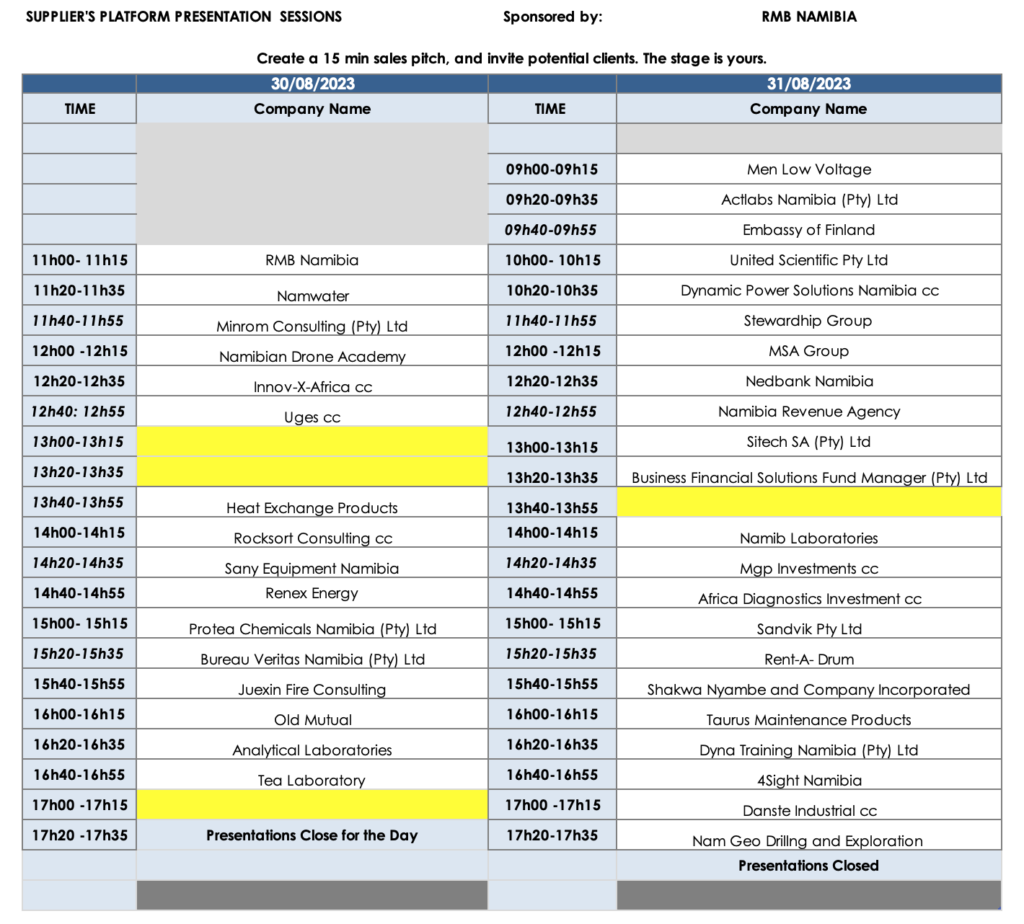 SUPPLIER'S PLATFORM PRESENTATION SESSIONS Sponsored by: RMB NAMIBIA
Create a 15 min sales pitch, and invite potential clients. The stage is yours.
30/08/2023 31/08/2023
TIME Company Name TIME Company Name
09h00-09h15 Men Low Voltage
09h20-09h35 Actlabs Namibia (Pty) Ltd
09h40-09h55 Embassy of Finland
11h00- 11h15 RMB Namibia 10h00- 10h15 United Scientific Pty Ltd
11h20-11h35 Namwater 10h20-10h35 Dynamic Power Solutions Namibia cc
11h40-11h55 Minrom Consulting (Pty) Ltd 11h40-11h55 Stewardhip Group
12h00 -12h15 Namibian Drone Academy 12h00 -12h15 MSA Group
12h20-12h35 Innov-X-Africa cc 12h20-12h35 Nedbank Namibia
12h40: 12h55 Uges cc 12h40-12h55 Namibia Revenue Agency
13h00-13h15 13h00-13h15 Sitech SA (Pty) Ltd
13h20-13h35 13h20-13h35 Business Financial Solutions Fund Manager (Pty) Ltd
13h40-13h55 Heat Exchange Products 13h40-13h55
14h00-14h15 Rocksort Consulting cc 14h00-14h15 Namib Laboratories
14h20-14h35 Sany Equipment Namibia 14h20-14h35 Mgp Investments cc
14h40-14h55 Renex Energy 14h40-14h55 Africa Diagnostics Investment cc
15h00- 15h15 Protea Chemicals Namibia (Pty) Ltd 15h00- 15h15 Sandvik Pty Ltd
15h20-15h35 Bureau Veritas Namibia (Pty) Ltd 15h20-15h35 Rent-A- Drum
15h40-15h55 Juexin Fire Consulting 15h40-15h55 Shakwa Nyambe and Company Incorporated
16h00-16h15 Old Mutual 16h00-16h15 Taurus Maintenance Products
16h20-16h35 Analytical Laboratories 16h20-16h35 Dyna Training Namibia (Pty) Ltd
16h40-16h55 Tea Laboratory 16h40-16h55 4Sight Namibia
17h00 -17h15 17h00 -17h15 Danste Industrial cc
17h20 -17h35 Presentations Close for the Day 17h20-17h35 Nam Geo Drillng and Exploration
Presentations Closed